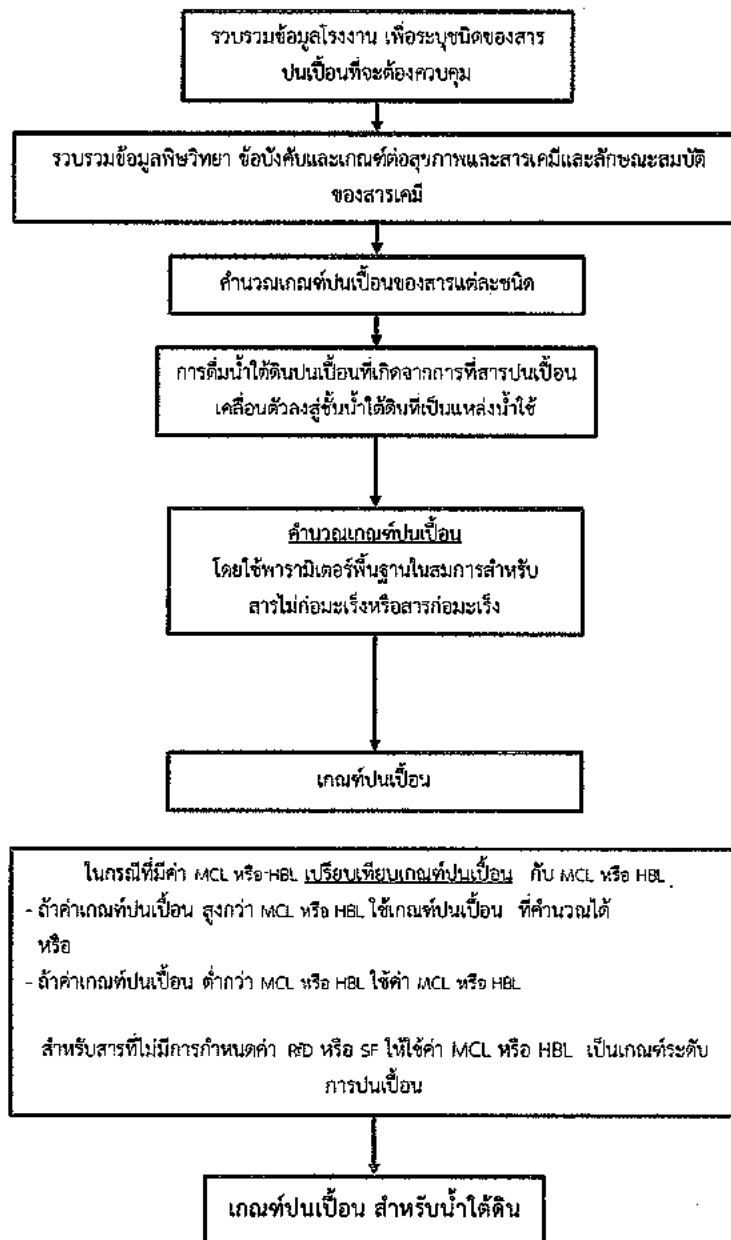 รวบรวมข้อมูลโรงงาน เพื่อระบุชนิดของสาร
ปนเปื้อนที่จะต้องควบคุม
รวบรวมข้อมูลพิษวิทยา ข้อบังคับและเกณฑ์ต่อสุขภาพและสารเคมีและลักษณะสมบัติ
ของสารเคมี
คำนวณเกณฑ์ปนเปื้อนของสารแต่ละชนิด
การดื่มน้ำใต้ดินปนเปื้อนที่เกิดจากการที่สารปนเปื้อน
เคลื่อนตัวลงสู่ชั้นน้ำใต้ดินที่เป็นแหล่งน้ำใช้
คำนวณเกณฑ์ปนเปื้อน
โดยใช้พารามิเตอร์พื้นฐานในสมการสำหรับ
สารไม่ก่อมะเร็งหรือสารก่อมะเร็ง
เกณฑ์ปนเปื้อน
ในกรณีที่มีค่า MCL หรือ HBL เปรียบเทียบเกณฑ์ปนเปื้อน กับ MCL หรือ HBL
- ถ้าค่าเกณฑ์ปนเปื้อน สูงกว่า MCL หรือ HBL ใช้เกณฑ์ปนเปื้อน ที่คำนวณได้
หรือ
- ถ้าค่าเกณฑ์ปนเปื้อน ต่ำกว่า MCL หรือ HBL ใช้ค่า MCL หรือ HBL
สำหรับสารที่ไม่มีการกำหนดค่า RfD หรือ SF ให้ใช้ค่า MCL หรือ HBL เป็นเกณฑ์ระดับ
การปนเปื้อน
เกณฑ์ปนเปื้อน สำหรับน้ำใต้ดิน